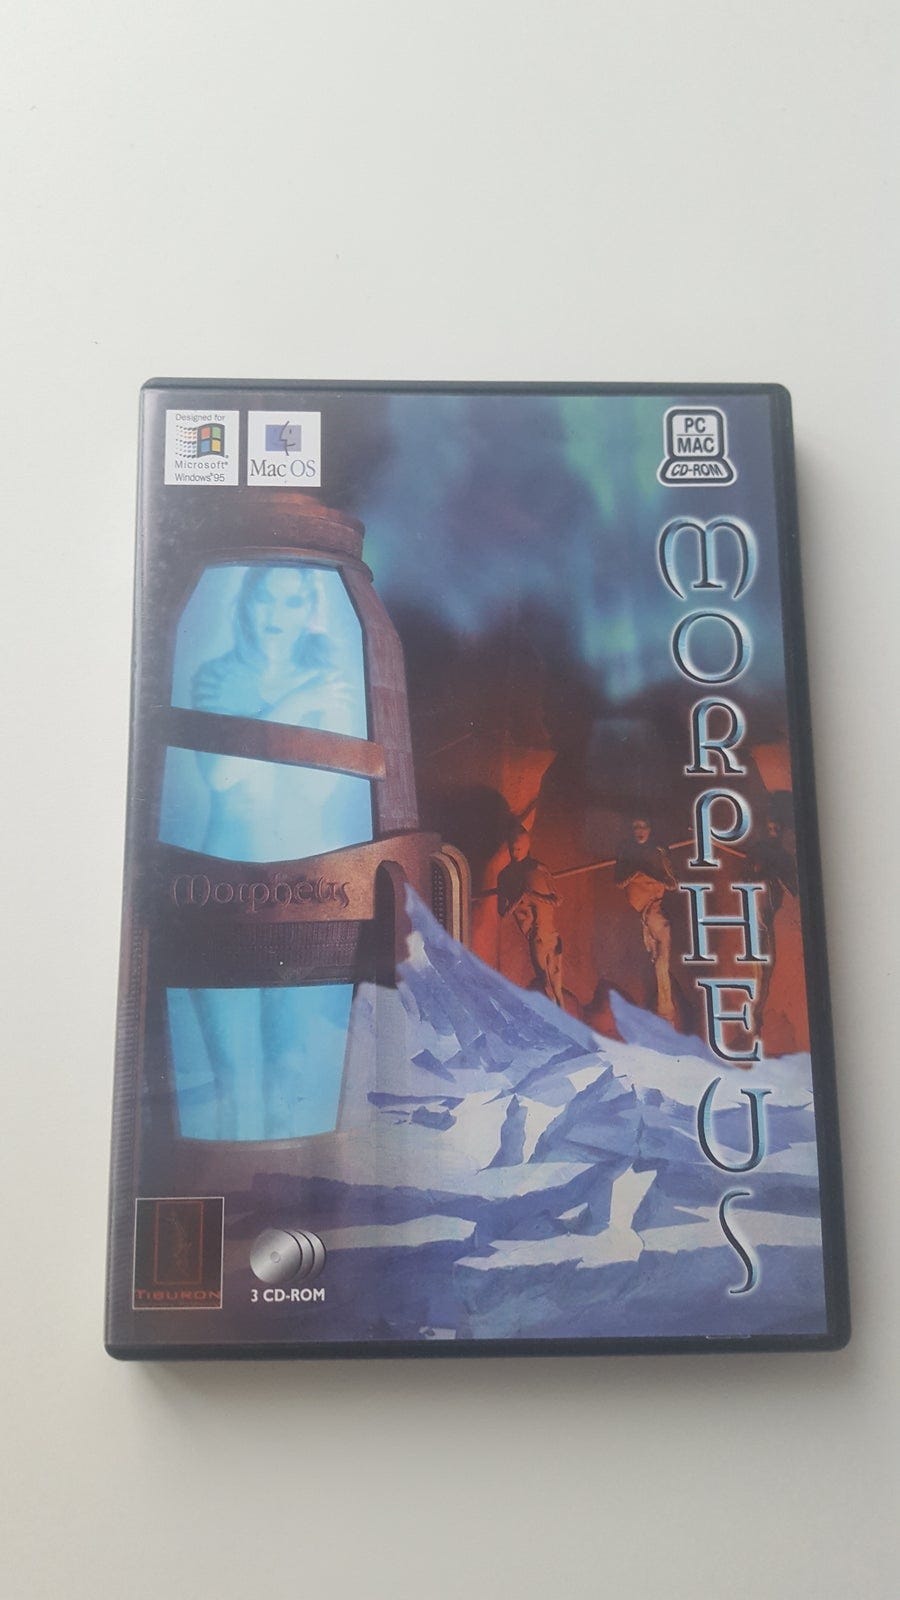 Designed for
Microsoft®
Windows®95
Mac OS
PC
MAC
CD-ROM
MORPHEUS
Morpheus
TIBURON
3 CD-ROM